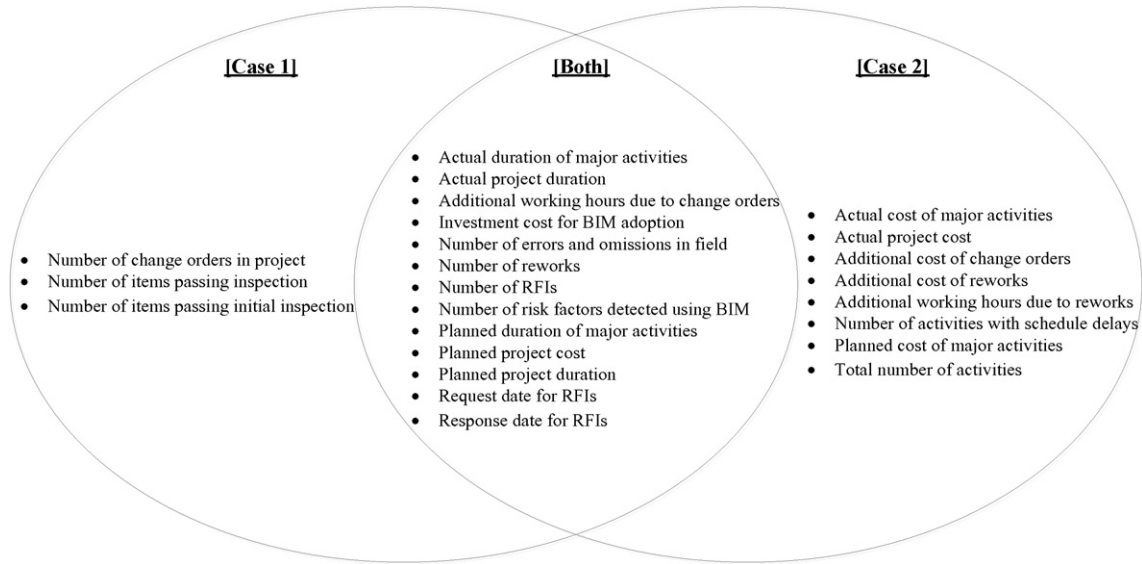 [Case 1]
• Number of change orders in project
• Number of items passing inspection
• Number of items passing initial inspection
[Both]
• Actual duration of major activities
• Actual project duration
• Additional working hours due to change orders
• Investment cost for BIM adoption
• Number of errors and omissions in field
• Number of reworks
• Number of RFIs
• Number of risk factors detected using BIM
• Planned duration of major activities
• Planned project cost
• Planned project duration
• Request date for RFIs
• Response date for RFIs
[Case 2]
• Actual cost of major activities
• Actual project cost
• Additional cost of change orders
• Additional cost of reworks
• Additional working hours due to reworks
• Number of activities with schedule delays
• Planned cost of major activities
• Total number of activities